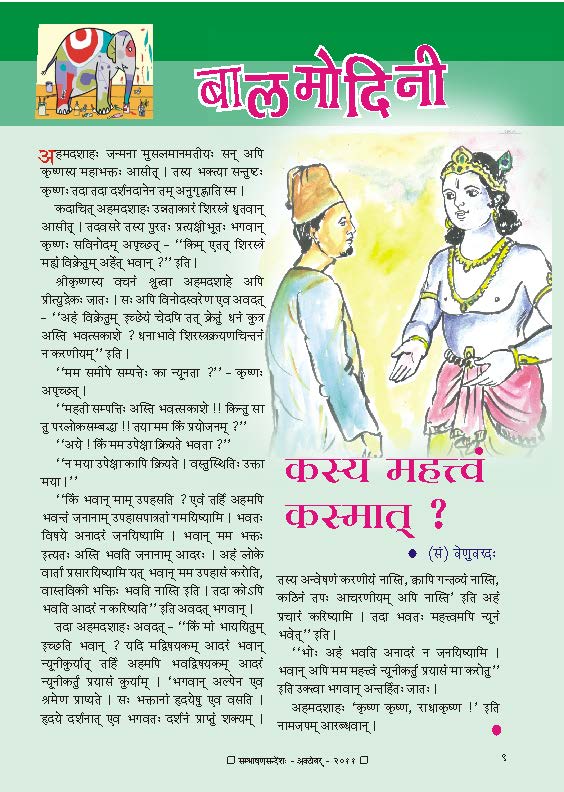 बालमोदिनी
अहमदशाहः जन्मना मुसलमानमतीयः सन् अपि
कृष्णस्य महाभक्तः आसीत् । तस्य भक्त्या सन्तुष्टः
कृष्णः तदा तदा दर्शनदानेन तम् अनुगृह्णाति स्म ।
कदाचित् अहमदशाहः उन्नताकारं शिरस्त्रं धृतवान्
आसीत् । तदवसरे तस्य पुरतः प्रत्यक्षीभूतः भगवान्
कृष्णः सविनोदम् अपृच्छत् - ‘‘किम् एतत् शिरस्त्रं
मह्यं विक्रेतुम् अर्हेत् भवान् ?’’ इति ।
श्रीकृष्णस्य वचनं श्रुत्वा अहमदशाहे अपि
प्रीत्युद्रेकः जातः । सः अपि विनोदस्वरेण एव अवदत्
- ‘‘अहं विक्रेतुम् इच्छेयं चेदपि तत् क्रेतुं धनं कुत्र
अस्ति भवत्सकाशे ? धनाभावे शिरस्त्रक्रयणचिन्तनं
न करणीयम्’’ इति ।
‘‘मम समीपे सम्पत्तेः का न्यूनता ?’’ - कृष्णः
अपृच्छत् ।
‘‘महती सम्पत्तिः अस्ति भवत्सकाशे !! किन्तु सा
तु परलोकसम्बद्धा !! तया मम किं प्रयोजनम् ?’’
‘‘अये ! किं मम उपेक्षा क्रियते भवता ?’’
‘‘न मया उपेक्षा कापि क्रियते । वस्तुस्थितिः उक्ता
मया ।’’
‘‘किं भवान् माम् उपहसति ? एवं तर्हि अहमपि
भवन्तं जनानाम् उपहासपात्रतां गमयिष्यामि । भवतः
विषये अनादरं जनयिष्यामि । भवान् मम भक्तः
इत्यतः अस्ति भवति जनानाम् आदरः । अहं लोके
वार्तां प्रसारयिष्यामि यत् भवान् मम उपहासं करोति,
वास्तविकी भक्तिः भवति नास्ति इति । तदा कोऽपि
भवति आदरं न करिष्यति’’ इति अवदत् भगवान् ।
तदा अहमदशाहः अवदत् - ‘‘किं मां भाययितुम्
इच्छति भवान् ? यदि मद्विषयकम् आदरं भवान्
न्यूनीकुर्यात् तर्हि अहमपि भवद्विषयकम् आदरं
न्यूनीकर्तुं प्रयासं कुर्याम् । ‘भगवान् अल्पेन एव
श्रमेण प्राप्यते । सः भक्तानां हृदयेषु एव वसति ।
हृदये दर्शनात् एव भगवतः दर्शनं प्राप्तुं शक्यम् ।
कस्य महत्त्वं
कस्मात् ?
● (सं) वेणुवरदः
तस्य अन्वेषणे करणीयं नास्ति, क्वापि गन्तव्यं नास्ति,
कठिनं तपः आचरणीयम् अपि नास्ति’ इति अहं
प्रचारं करिष्यामि । तदा भवतः महत्त्वमपि न्यूनं
भवेत्’’ इति ।
‘‘भोः अहं भवति अनादरं न जनयिष्यामि ।
भवान् अपि मम महत्त्वं न्यूनीकर्तुं प्रयासं मा करोतु’’
इति उक्त्वा भगवान् अन्तर्हितः जातः ।
अहमदशाहः ‘कृष्ण कृष्ण, राधाकृष्ण !’ इति
नामजपम् आरब्धवान् ।
सम्भाषणसन्देशः - अक्टोबर् - २०११
९